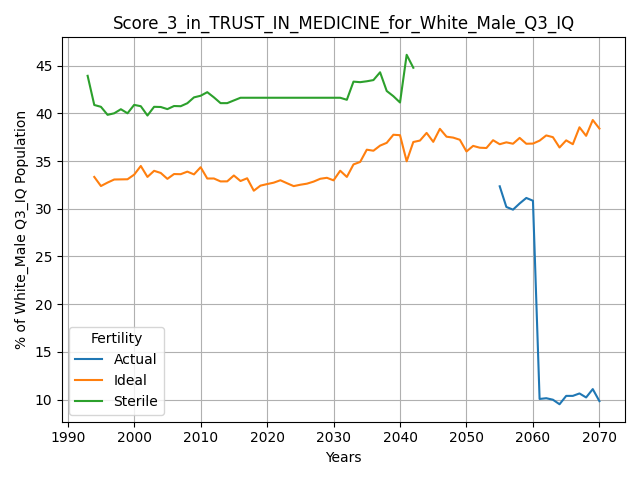 Score_3_in_TRUST_IN_MEDICINE_for_White_Male_Q3_IQ
% of White_Male Q3_IQ Population
45
40
35
30
25
20
15
10
Fertility
Actual
Ideal
Sterile
1990 2000 2010 2020 2030 2040 2050 2060 2070
Years